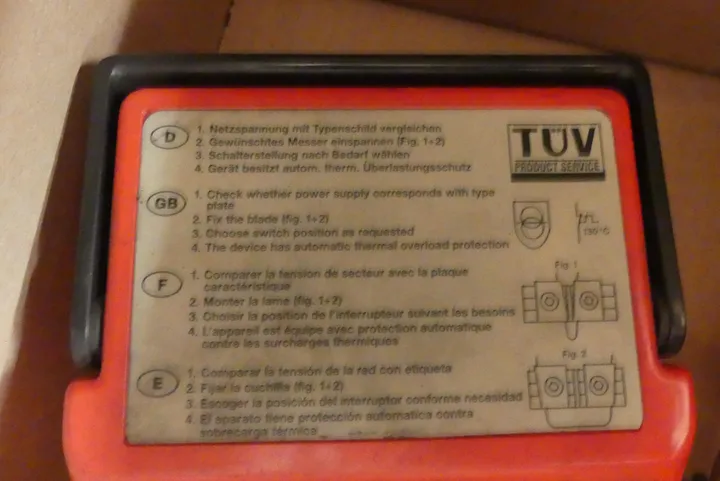 D
1. Netzspannung mit Typenschild vergleichen
2. Gewünschtes Messer einspannen (Fig. 1+2)
3. Schalterstellung nach Bedarf wählen
4. Gerät besitzt autom. therm. Überlastungsschutz
TÜV
PRODUCT SERVICE
GB
1. Check whether power supply corresponds with type
plate
2. Fix the blade (fig. 1+2)
3. Choose switch position as requested
4. The device has automatic thermal overload protection
130°C
F
1. Comparer la tension de secteur avec la plaque
caractéristique
2. Monter la lame (fig. 1+2)
3. Choisir la position de l'interrupteur suivant les besoins
4. L'appareil est équipe avec protection automatique
contre les surcharges thermiques
Fig. 1
E
1. Comparar la tensión de la red con etiqueta
2. Fijar la cuchilla (fig. 1+2)
3. Escoger la posición del interruptor conforme necesidad
4. El aparato tiene protección automatica contra
sobrecarga térmica
Fig. 2